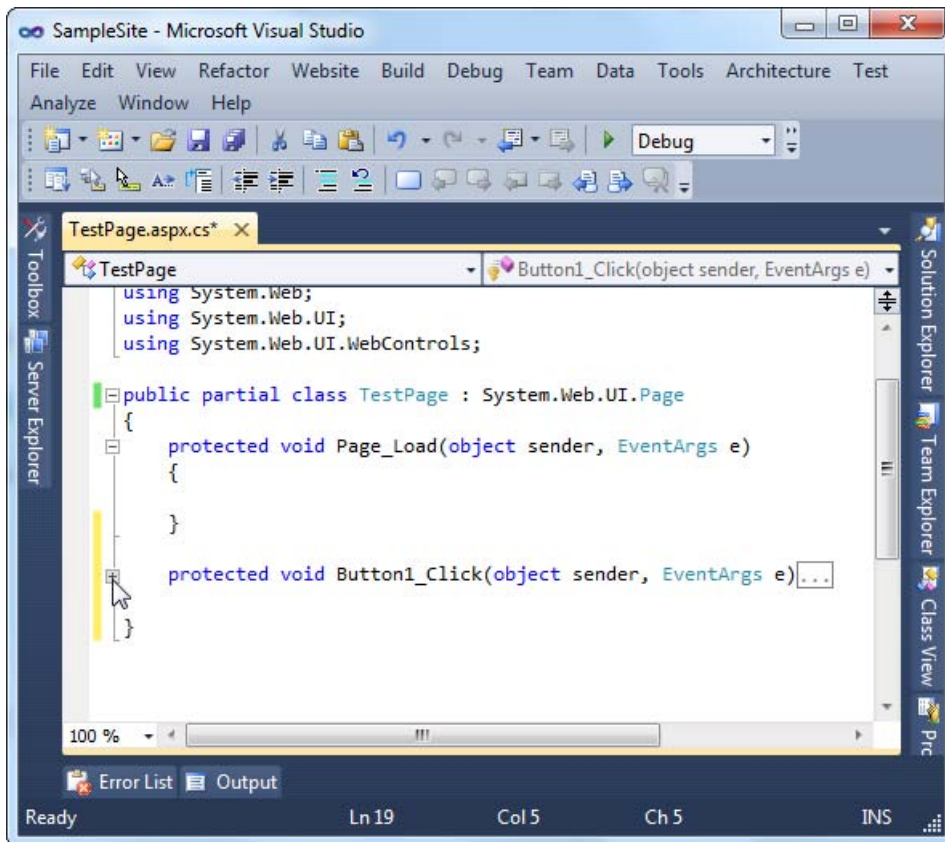 SampleSite - Microsoft Visual Studio
File Edit View Refactor Website Build Debug Team Data Tools Architecture Test
Analyze Window Help
Debug
TestPage.aspx.cs*
TestPage
Button1_Click(object sender, EventArgs e)
using System.Web;
using System.Web.UI;
using System.Web.UI.WebControls;
public partial class TestPage : System.Web.UI.Page
{
protected void Page_Load(object sender, EventArgs e)
{
}
protected void Button1_Click(object sender, EventArgs e)...
}
100 %
Toolbox
Server Explorer
Solution Explorer
Team Explorer
Class View
Pro
Error List Output
Ready Ln 19 Col 5 Ch 5 INS